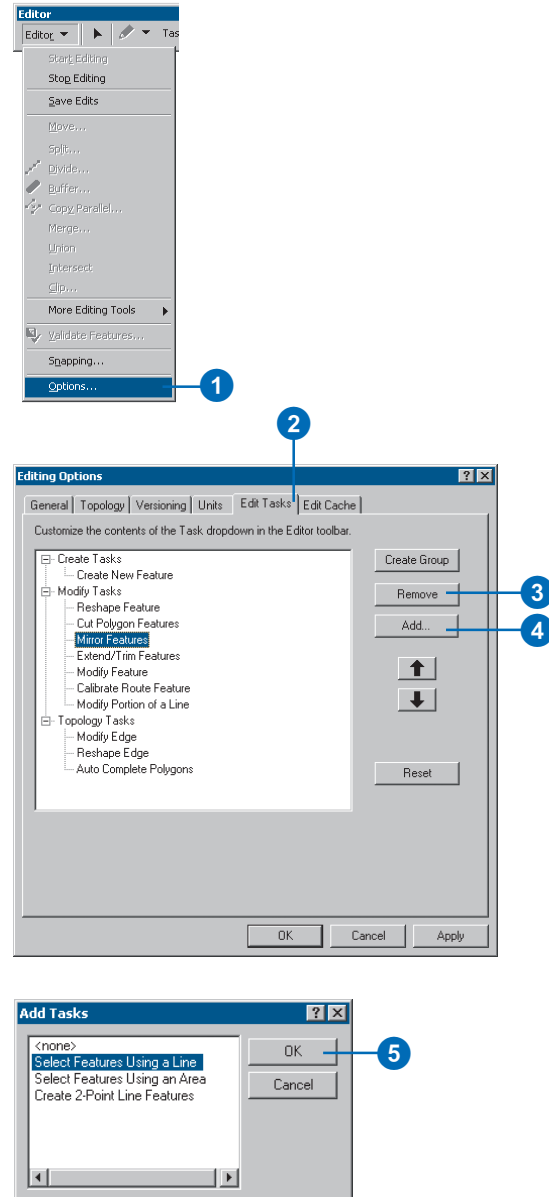 Editor
Editor Tas
Start Editing
Stop Editing
Save Edits
Move...
Split...
Divide...
Buffer...
Copy Parallel...
Merge...
Union
Intersect
Clip...
More Editing Tools
Validate Features...
Snapping...
Options...
1
2
Editing Options
General Topology Versioning Units Edit Tasks Edit Cache
Customize the contents of the Task dropdown in the Editor toolbar.
Create Tasks
Create New Feature
Modify Tasks
Reshape Feature
Cut Polygon Features
Mirror Features
Extend/Trim Features
Modify Feature
Calibrate Route Feature
Modify Portion of a Line
Topology Tasks
Modify Edge
Reshape Edge
Auto Complete Polygons
Create Group
Remove
3
Add...
4
Reset
OK Cancel Apply
Add Tasks
<none>
Select Features Using a Line
Select Features Using an Area
Create 2-Point Line Features
OK
5
Cancel